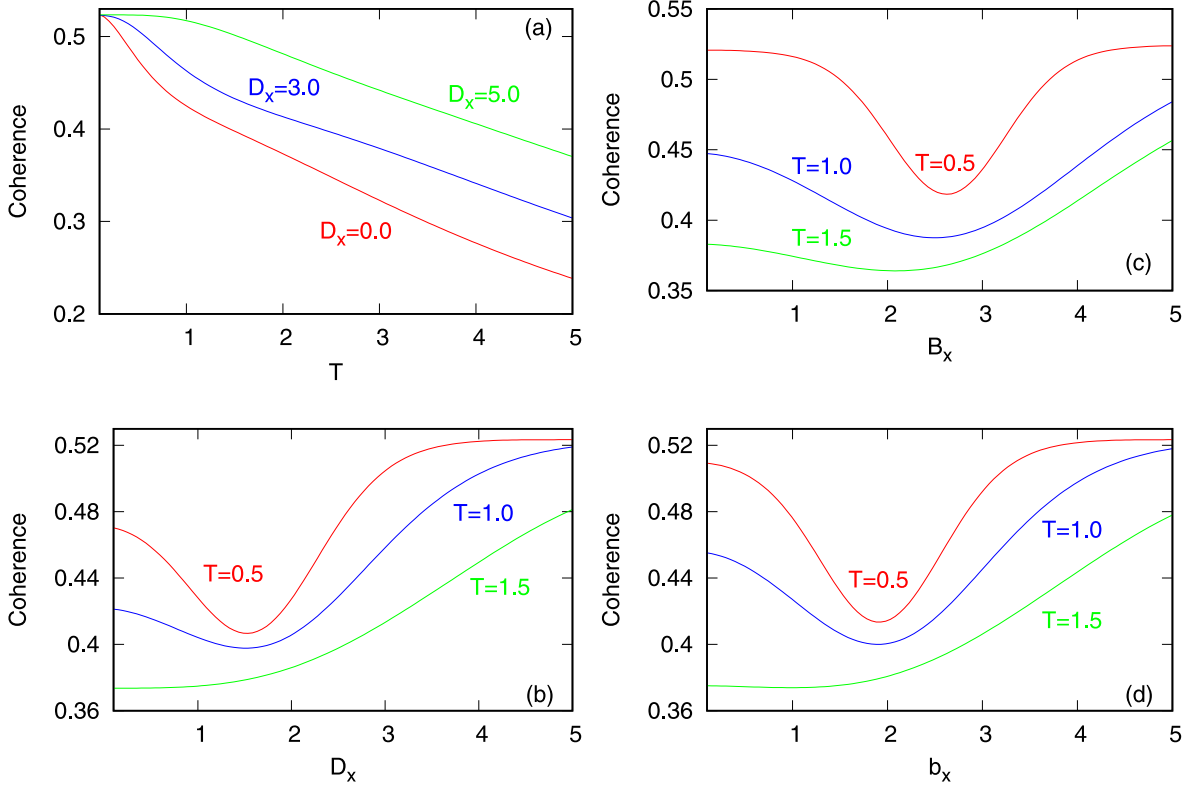 (a)
Coherence
0.5
0.4
0.3
0.2
D_x=3.0
D_x=5.0
D_x=0.0
1 2 3 4 5
T
(c)
Coherence
0.55
0.5
0.45
0.4
0.35
T=0.5
T=1.0
T=1.5
1 2 3 4 5
B_x
(b)
Coherence
0.52
0.48
0.44
0.4
0.36
T=1.0
T=0.5
T=1.5
1 2 3 4 5
D_x
(d)
Coherence
0.52
0.48
0.44
0.4
0.36
T=1.0
T=0.5
T=1.5
1 2 3 4 5
b_x